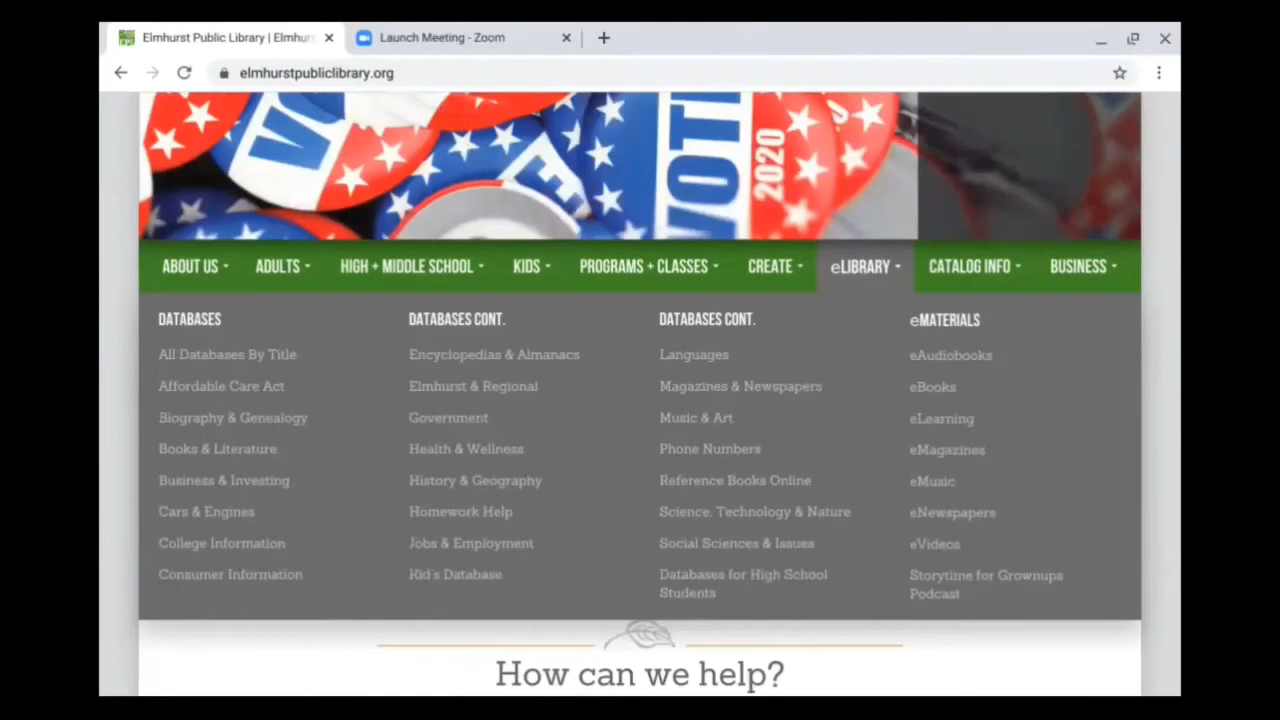 Elmhurst Public Library | Elmhurs
Launch Meeting - Zoom
elmhurstpubliclibrary.org
VO
E
VOTE
2020
ABOUT US
ADULTS
HIGH + MIDDLE SCHOOL
KIDS
PROGRAMS + CLASSES
CREATE
eLIBRARY
CATALOG INFO
BUSINESS
DATABASES
All Databases By Title
Affordable Care Act
Biography & Genealogy
Books & Literature
Business & Investing
Cars & Engines
College Information
Consumer Information
DATABASES CONT.
Encyclopedias & Almanacs
Elmhurst & Regional
Government
Health & Wellness
History & Geography
Homework Help
Jobs & Employment
Kid's Database
DATABASES CONT.
Languages
Magazines & Newspapers
Music & Art
Phone Numbers
Reference Books Online
Science, Technology & Nature
Social Sciences & Issues
Databases for High School
Students
eMATERIALS
eAudiobooks
eBooks
eLearning
eMagazines
eMusic
eNewspapers
eVideos
Storytime for Grownups
Podcast
How can we help?